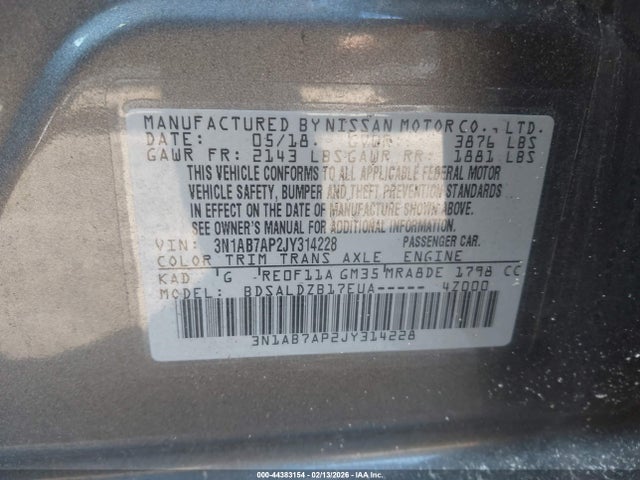 MANUFACTURED BY NISSAN MOTOR CO., LTD.
DATE: 05/18. GVWR: 3876 LBS
GAWR FR: 2143 LBS GAWR RR: 1881 LBS
THIS VEHICLE CONFORMS TO ALL APPLICABLE FEDERAL MOTOR
VEHICLE SAFETY, BUMPER AND THEFT PREVENTION STANDARDS
IN EFFECT ON THE DATE OF MANUFACTURE SHOWN ABOVE.
SEE OWNER'S MANUAL FOR ADDITIONAL INFORMATION.
VIN: 3N1AB7AP2JY314228 PASSENGER CAR.
COLOR TRIM TRANS AXLE ENGINE
KAD G RE0F11A GM35 MRA8DE 1798 CC
MODEL: BDSALDZB17EUA----- 4Z000
3N1AB7AP2JY314228
000-44383154 | 02/13/2026 - IAAI.COM